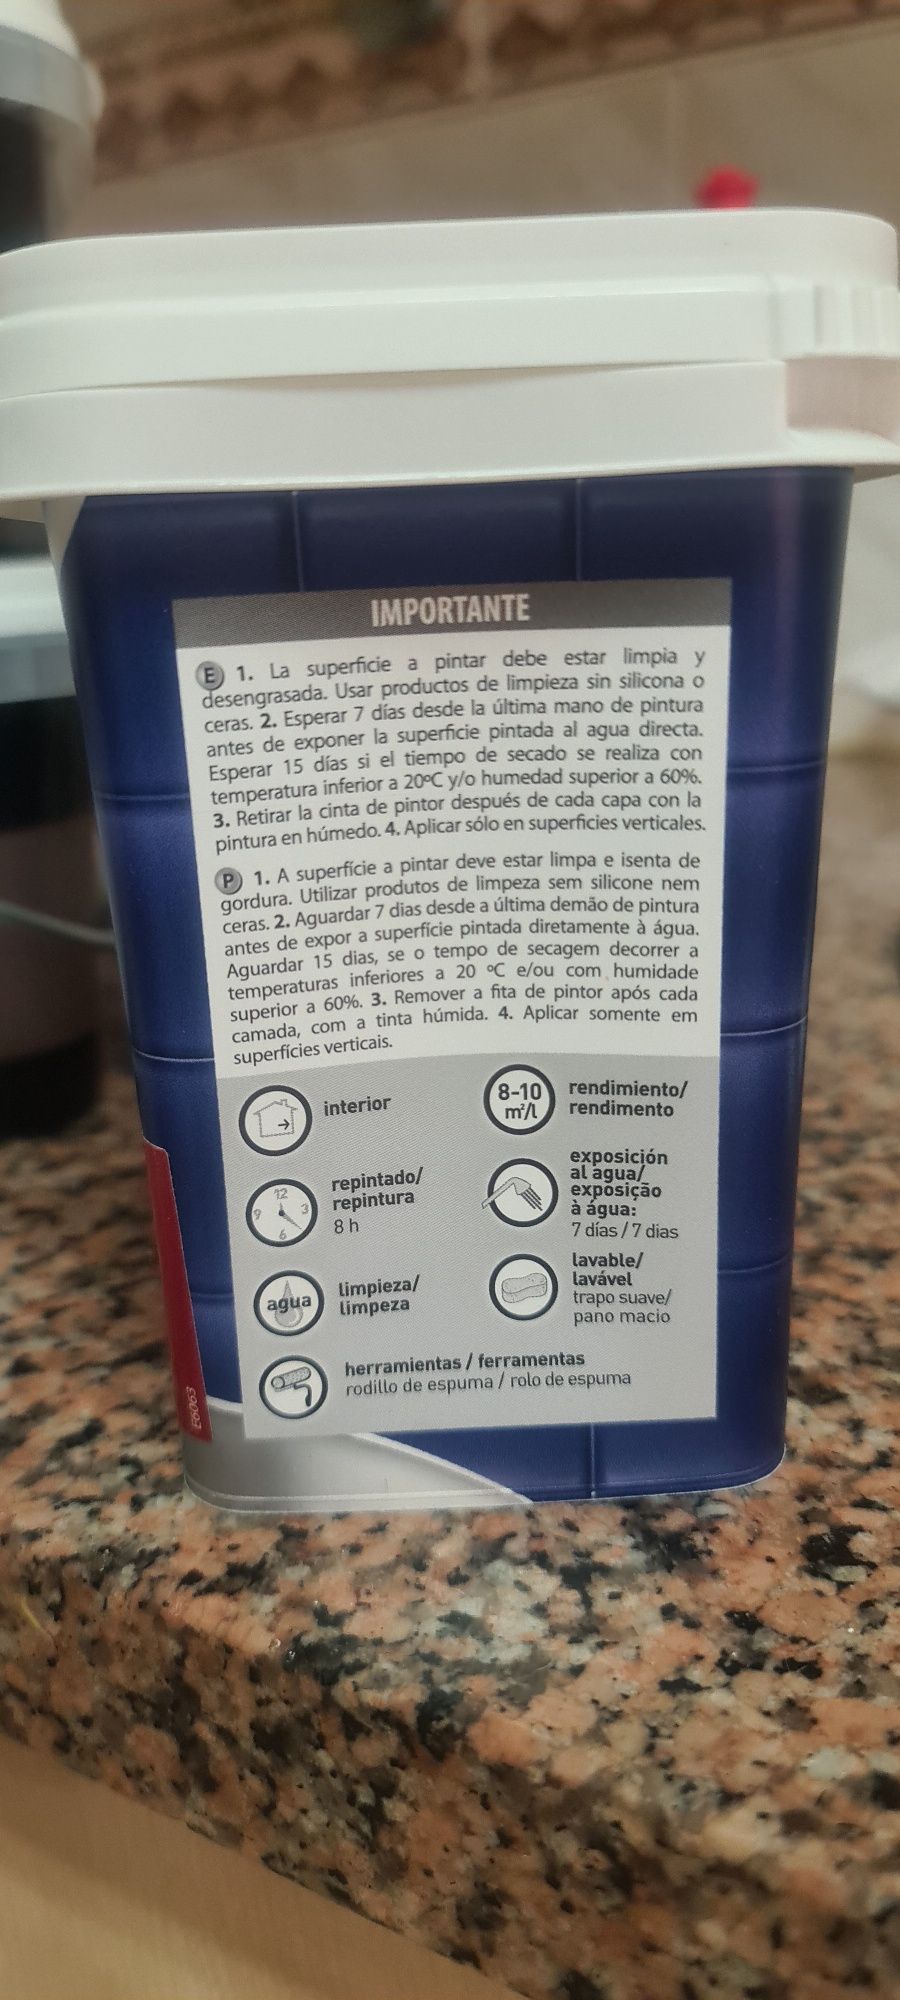 IMPORTANTE
E 1. La superficie a pintar debe estar limpia y
desengrasada. Usar productos de limpieza sin silicona o
ceras. 2. Esperar 7 días desde la última mano de pintura
antes de exponer la superficie pintada al agua directa.
Esperar 15 días si el tiempo de secado se realiza con
temperatura inferior a 20ºC y/o humedad superior a 60%.
3. Retirar la cinta de pintor después de cada capa con la
pintura en húmedo. 4. Aplicar sólo en superficies verticales.
P 1. A superfície a pintar deve estar limpa e isenta de
gordura. Utilizar produtos de limpeza sem silicone nem
ceras. 2. Aguardar 7 dias desde a última demão de pintura
antes de expor a superfície pintada diretamente à água.
Aguardar 15 dias, se o tempo de secagem decorrer a
temperaturas inferiores a 20 ºC e/ou com humidade
superior a 60%. 3. Remover a fita de pintor após cada
camada, com a tinta húmida. 4. Aplicar somente em
superfícies verticais.
interior
8-10
m²/l
rendimiento/
rendimento
12
3
6
9
repintado/
repintura
8 h
exposición
al agua/
exposição
à água:
7 días / 7 dias
agua
limpieza/
limpeza
lavable/
lavável
trapo suave/
pano macio
herramientas / ferramentas
rodillo de espuma / rolo de espuma
E6063